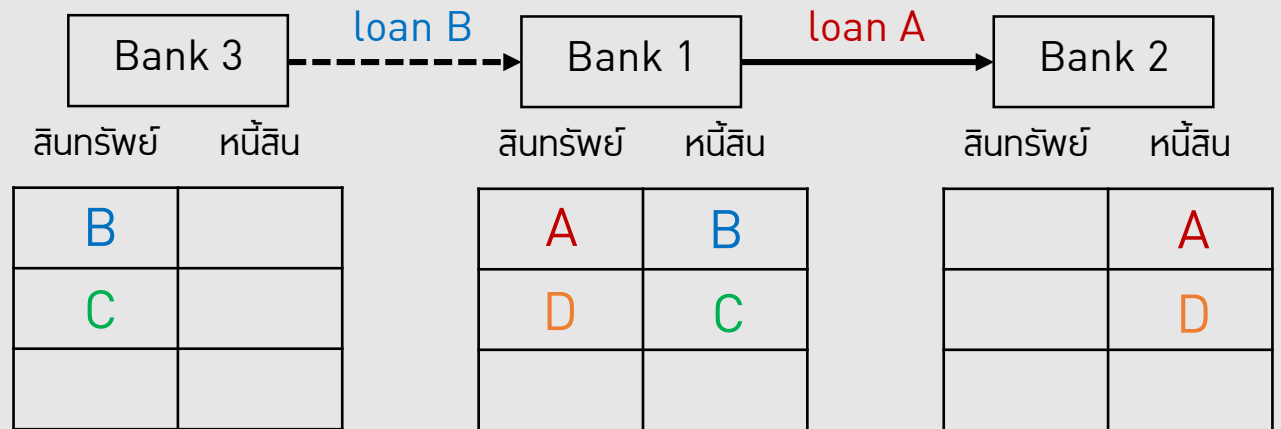 loan B loan A
Bank 3 Bank 1 Bank 2
สินทรัพย์ หนี้สิน สินทรัพย์ หนี้สิน สินทรัพย์ หนี้สิน
B A B A
C D C D